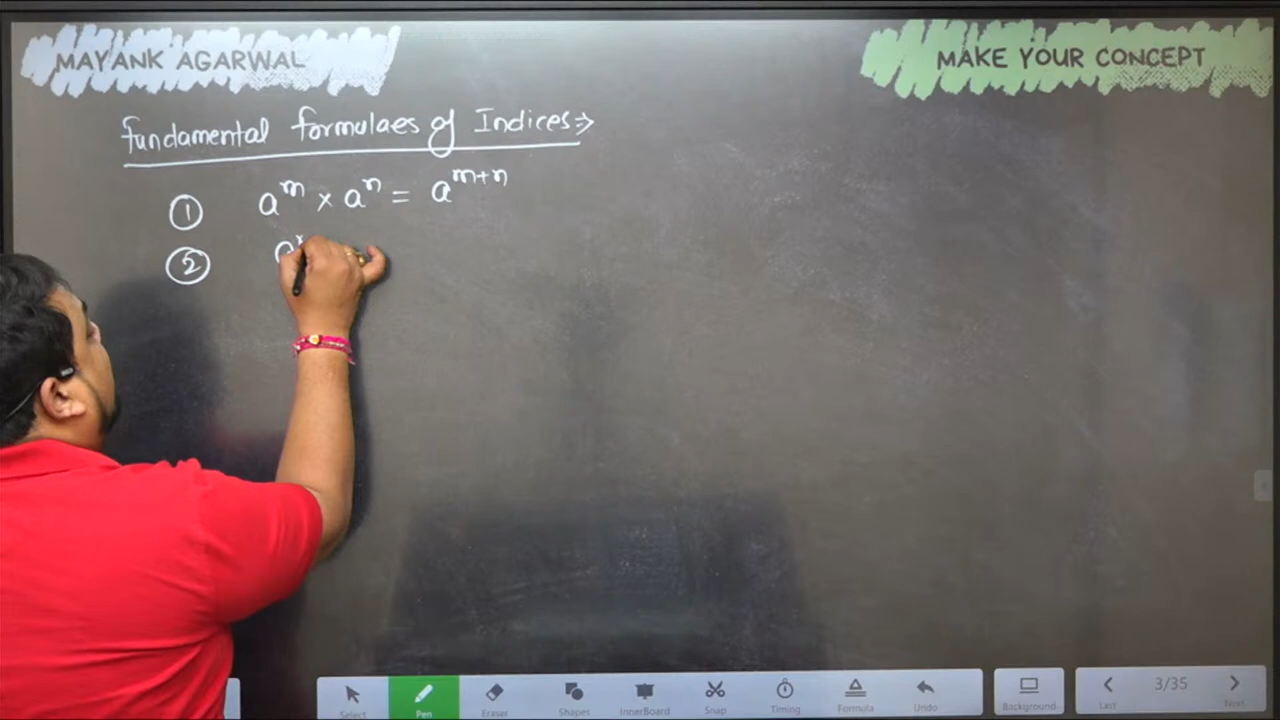 MAYANK AGARWAL
MAKE YOUR CONCEPT
fundamental formulaes of Indices:⇒
① a^m × a^n = a^{m+n}
② a
Select
Pen
Eraser
Shapes
InnerBoard
Snap
Timing
Formula
Undo
Background
Last
3/35
Next